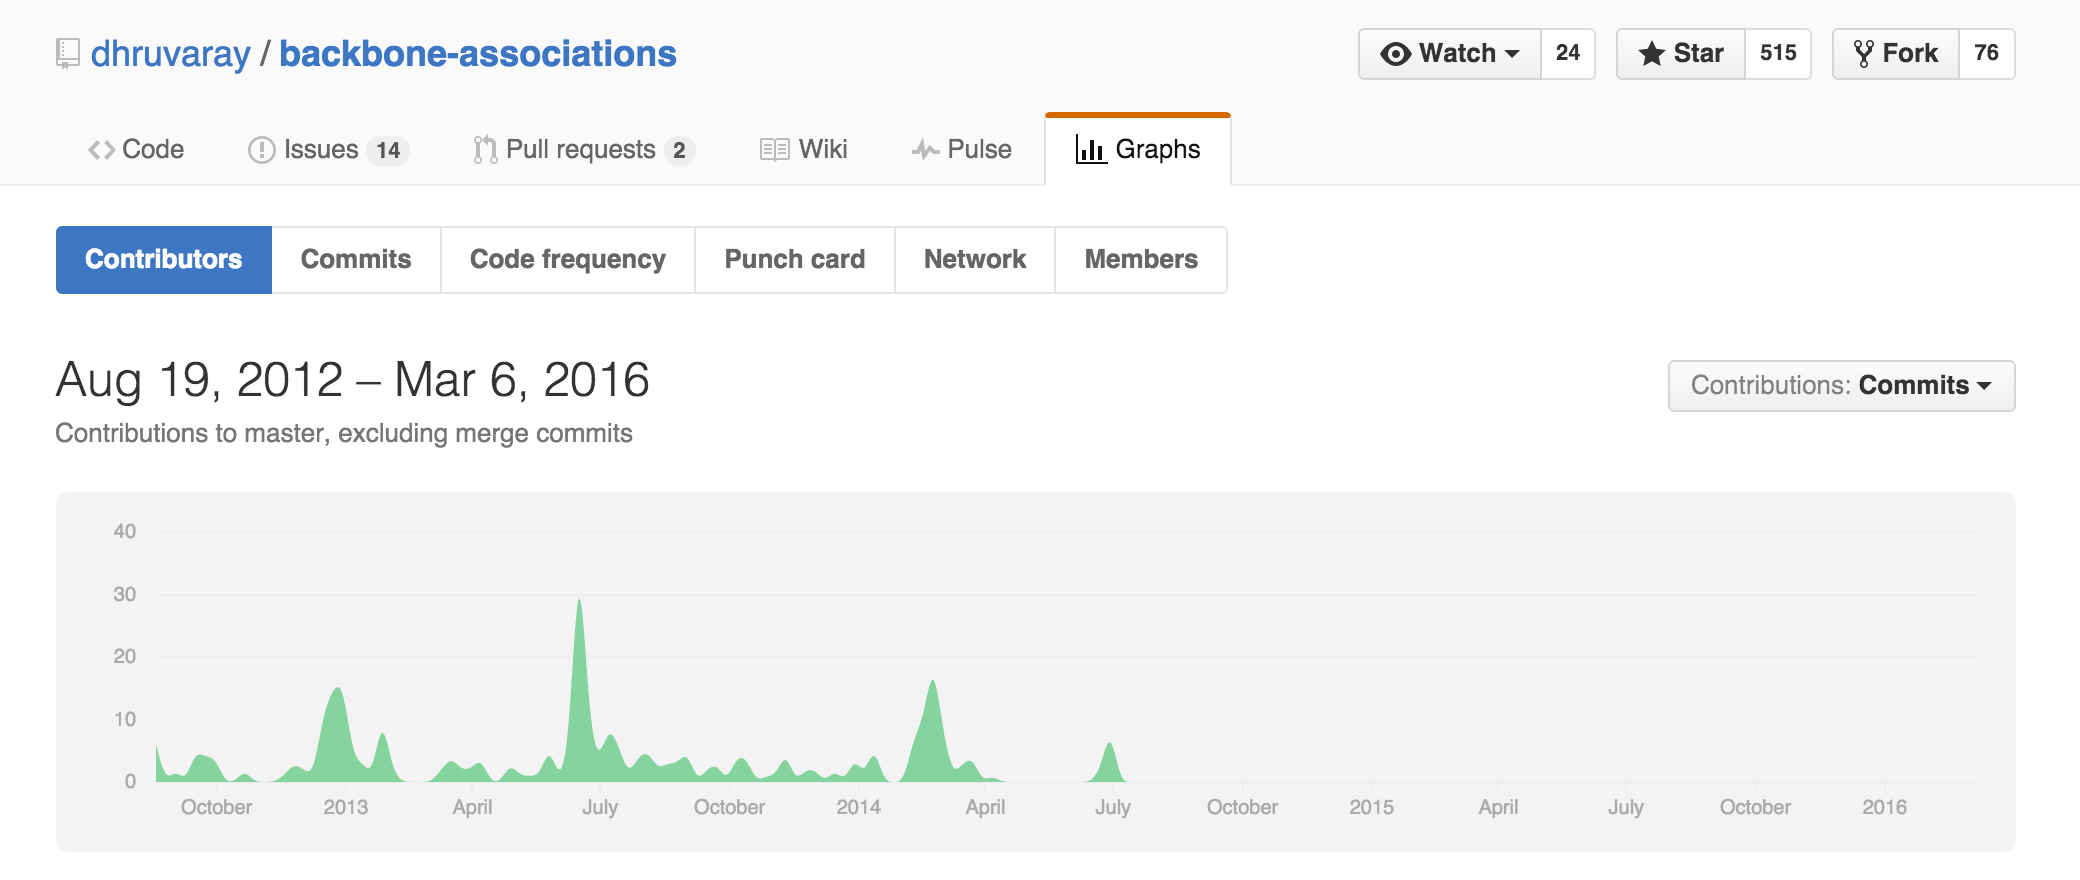 dhruvaray / backbone-associations
Watch 24 Star 515 Fork 76
Code Issues 14 Pull requests 2 Wiki Pulse Graphs
Contributors Commits Code frequency Punch card Network Members
Aug 19, 2012 – Mar 6, 2016
Contributions: Commits
Contributions to master, excluding merge commits
40
30
20
10
0
October 2013 April July October 2014 April July October 2015 April July October 2016